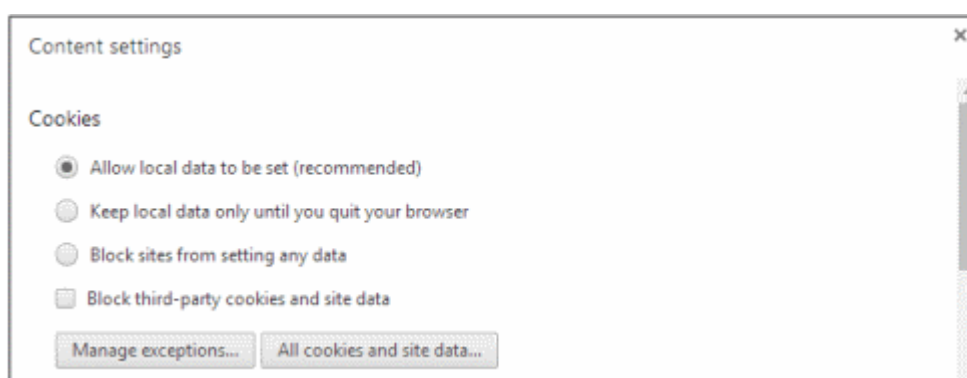 Content settings
Cookies
Allow local data to be set (recommended)
Keep local data only until you quit your browser
Block sites from setting any data
Block third-party cookies and site data
Manage exceptions... All cookies and site data...